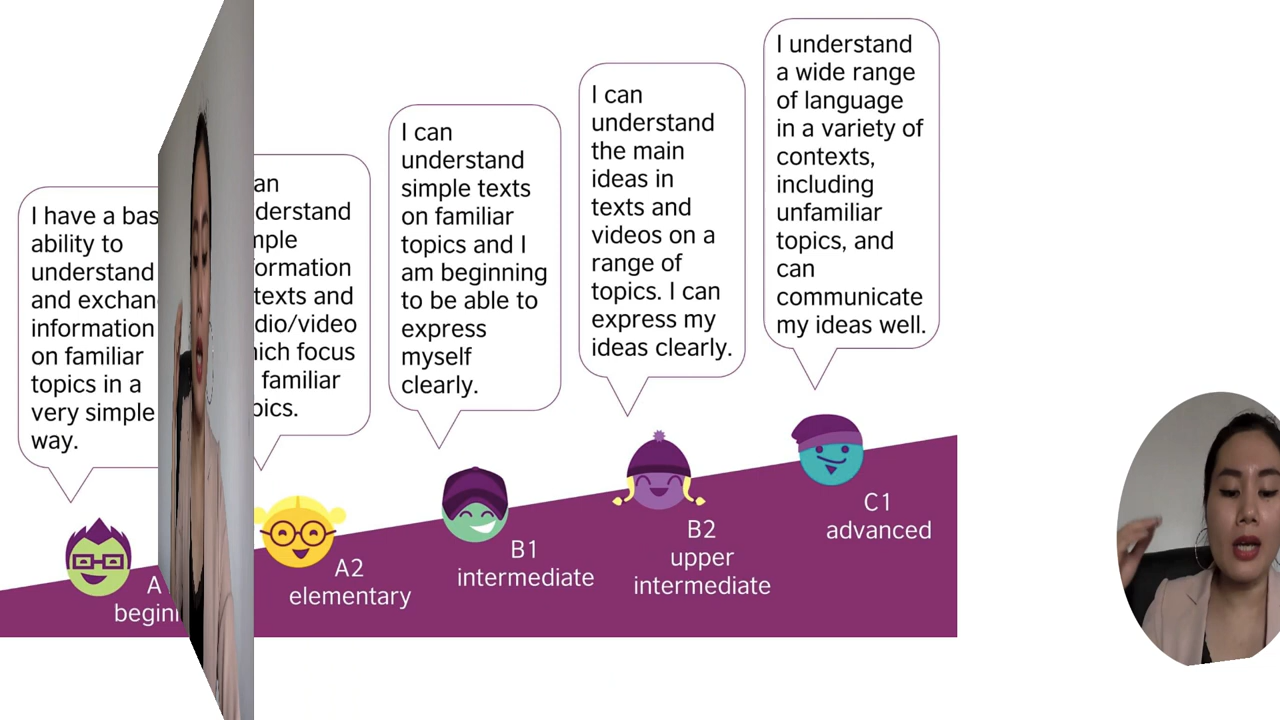 I have a bas
ability to
understand
and exchan
information
on familiar
topics in a
very simple
way.
an
derstand
mple
formation
texts and
dio/video
ich focus
familiar
pics.
I can
understand
simple texts
on familiar
topics and I
am beginning
to be able to
express
myself
clearly.
I can
understand
the main
ideas in
texts and
videos on a
range of
topics. I can
express my
ideas clearly.
I understand
a wide range
of language
in a variety of
contexts,
including
unfamiliar
topics, and
can
communicate
my ideas well.
A
begin
A2
elementary
B1
intermediate
B2
upper
intermediate
C1
advanced